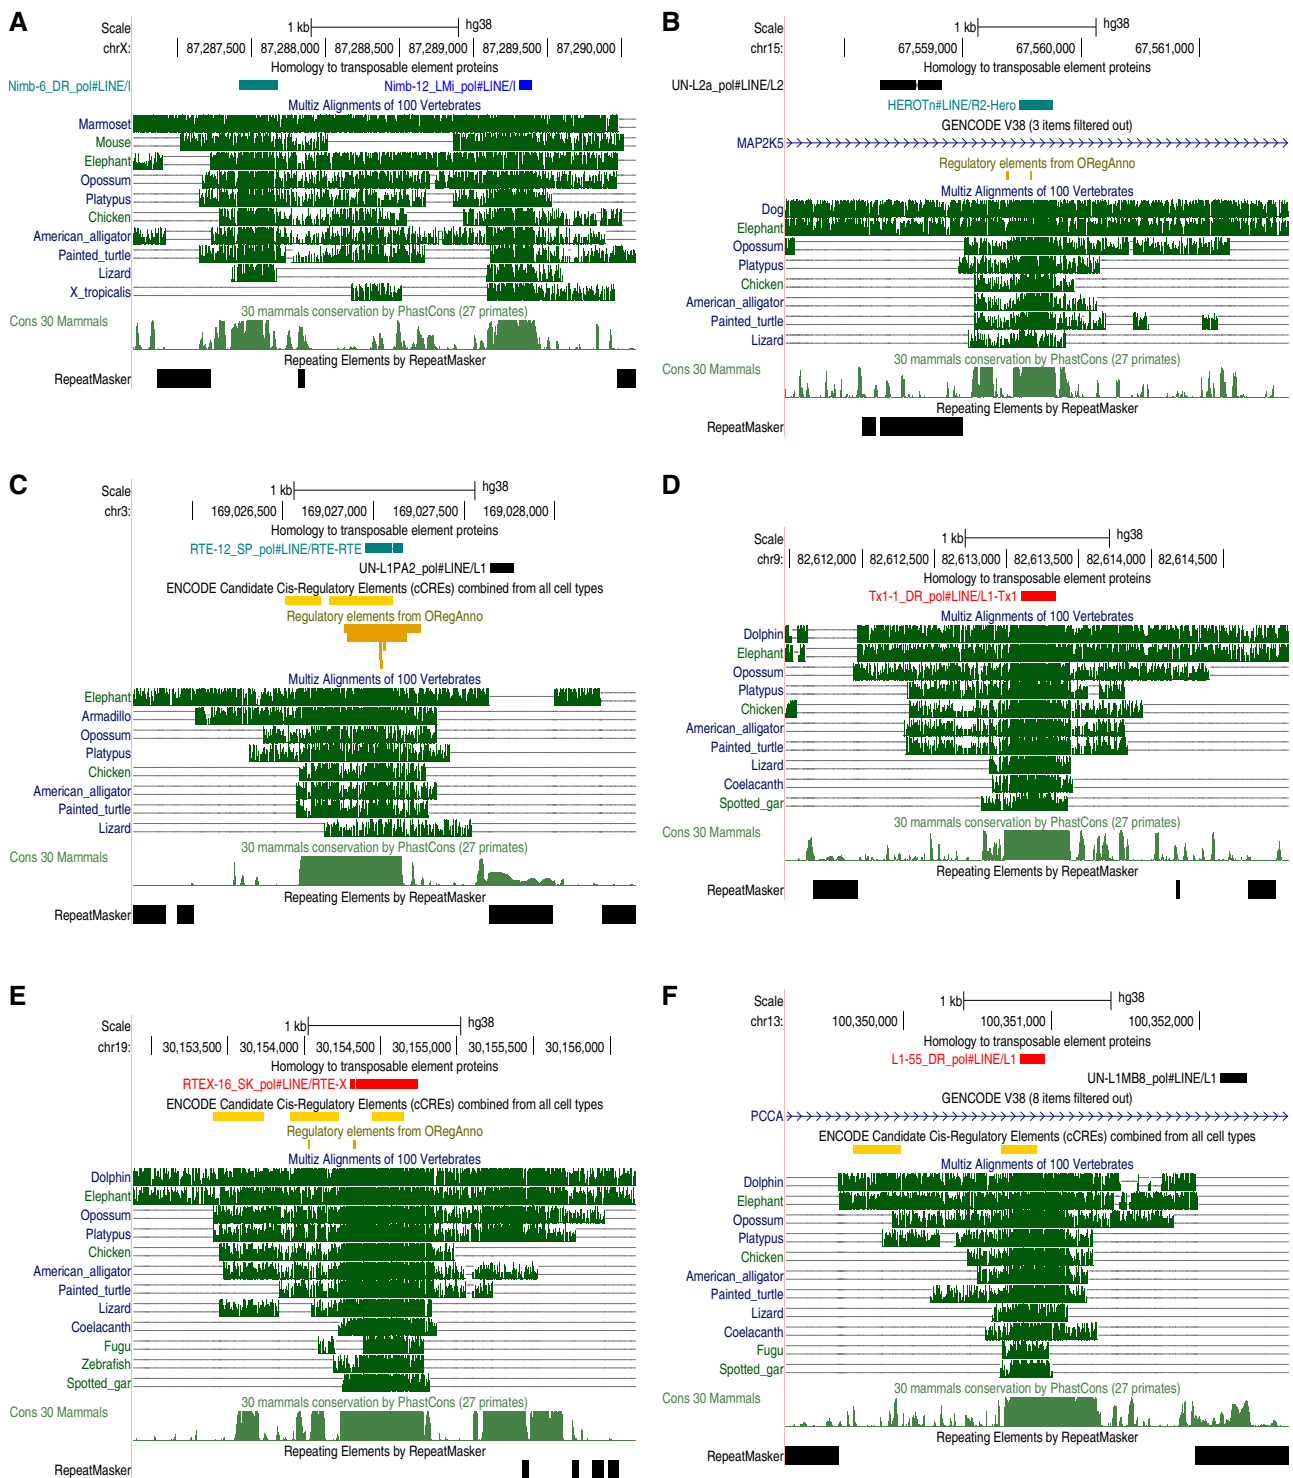 A
Scale 1 kb hg38
chrX: 87,287,500 87,288,000 87,288,500 87,289,000 87,289,500 87,290,000
Homology to transposable element proteins
Nimb-6_DR_pol#LINE/I
Nimb-12_LMi_pol#LINE/I
Multiz Alignments of 100 Vertebrates
Marmoset
Mouse
Elephant
Opossum
Platypus
Chicken
American_alligator
Painted_turtle
Lizard
X_tropicalis
30 mammals conservation by PhastCons (27 primates)
Cons 30 Mammals
Repeating Elements by RepeatMasker
RepeatMasker
B
Scale 1 kb hg38
chr15: 67,559,000 67,560,000 67,561,000
Homology to transposable element proteins
UN-L2a_pol#LINE/L2
HEROTn#LINE/R2-Hero
GENCODE V38 (3 items filtered out)
MAP2K5
Regulatory elements from ORegAnno
Multiz Alignments of 100 Vertebrates
Dog
Elephant
Opossum
Platypus
Chicken
American_alligator
Painted_turtle
Lizard
30 mammals conservation by PhastCons (27 primates)
Cons 30 Mammals
Repeating Elements by RepeatMasker
RepeatMasker
C
Scale 1 kb hg38
chr3: 169,026,500 169,027,000 169,027,500 169,028,000
Homology to transposable element proteins
RTE-12_SP_pol#LINE/RTE-RTE
UN-L1PA2_pol#LINE/L1
ENCODE Candidate Cis-Regulatory Elements (cCREs) combined from all cell types
Regulatory elements from ORegAnno
Multiz Alignments of 100 Vertebrates
Elephant
Armadillo
Opossum
Platypus
Chicken
American_alligator
Painted_turtle
Lizard
30 mammals conservation by PhastCons (27 primates)
Cons 30 Mammals
Repeating Elements by RepeatMasker
RepeatMasker
D
Scale 1 kb hg38
chr9: 82,612,000 82,612,500 82,613,000 82,613,500 82,614,000 82,614,500
Homology to transposable element proteins
Tx1-1_DR_pol#LINE/L1-Tx1
Multiz Alignments of 100 Vertebrates
Dolphin
Elephant
Opossum
Platypus
Chicken
American_alligator
Painted_turtle
Lizard
Coelacanth
Spotted_gar
30 mammals conservation by PhastCons (27 primates)
Cons 30 Mammals
Repeating Elements by RepeatMasker
RepeatMasker
E
Scale 1 kb hg38
chr19: 30,153,500 30,154,000 30,154,500 30,155,000 30,155,500 30,156,000
Homology to transposable element proteins
RTEX-16_SK_pol#LINE/RTE-X
ENCODE Candidate Cis-Regulatory Elements (cCREs) combined from all cell types
Regulatory elements from ORegAnno
Multiz Alignments of 100 Vertebrates
Dolphin
Elephant
Opossum
Platypus
Chicken
American_alligator
Painted_turtle
Lizard
Coelacanth
Fugu
Zebrafish
Spotted_gar
30 mammals conservation by PhastCons (27 primates)
Cons 30 Mammals
Repeating Elements by RepeatMasker
RepeatMasker
F
Scale 1 kb hg38
chr13: 100,350,000 100,351,000 100,352,000
Homology to transposable element proteins
L1-55_DR_pol#LINE/L1
UN-L1MB8_pol#LINE/L1
GENCODE V38 (8 items filtered out)
PCCA
ENCODE Candidate Cis-Regulatory Elements (cCREs) combined from all cell types
Multiz Alignments of 100 Vertebrates
Dolphin
Elephant
Opossum
Platypus
Chicken
American_alligator
Painted_turtle
Lizard
Coelacanth
Fugu
Spotted_gar
30 mammals conservation by PhastCons (27 primates)
Cons 30 Mammals
Repeating Elements by RepeatMasker
RepeatMasker